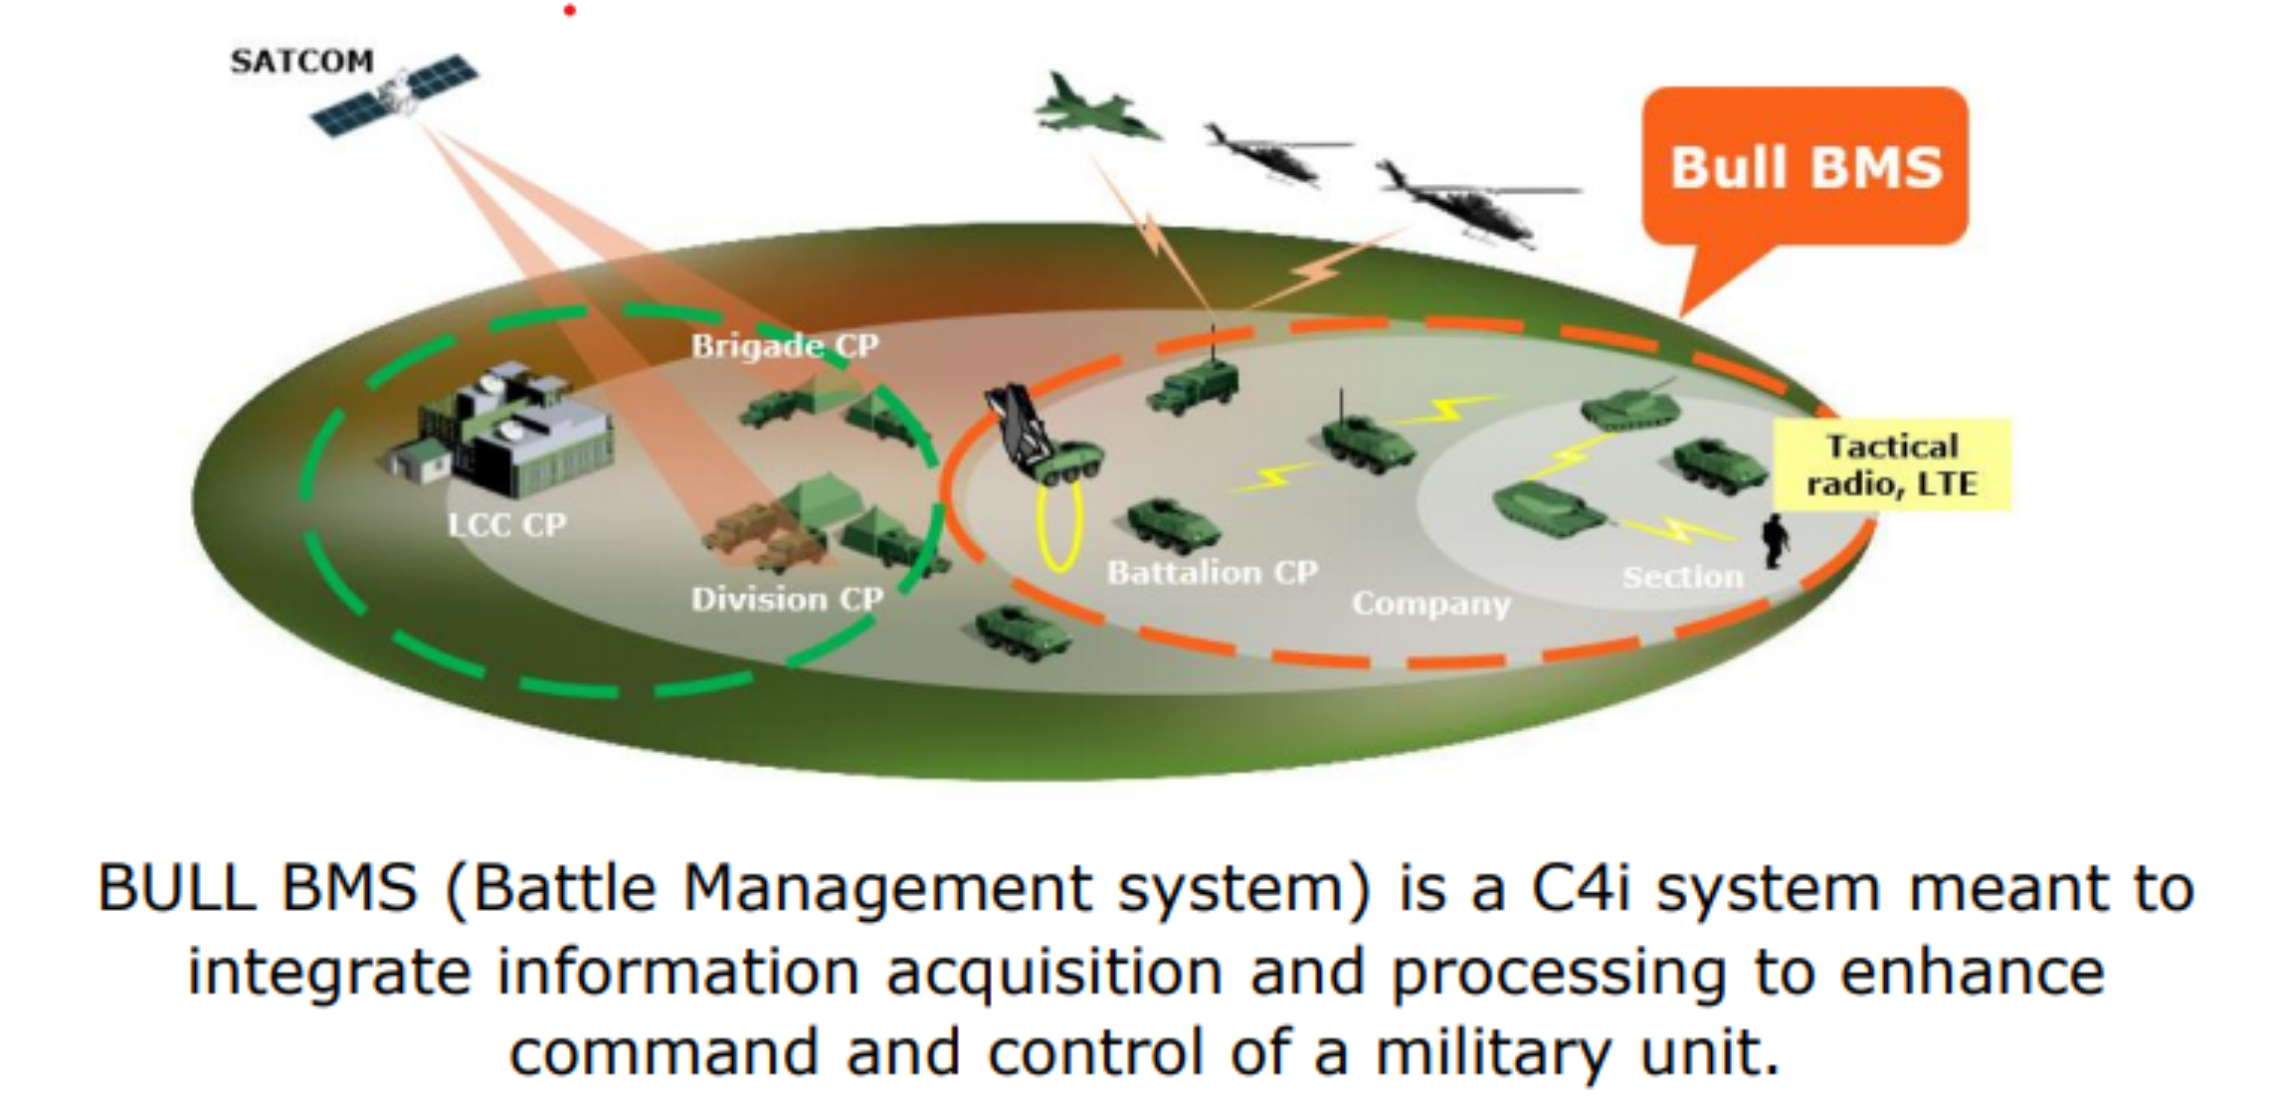 SATCOM
Bull BMS
Brigade CP
Tactical
radio, LTE
LCC CP
Battalion CP
Section
Division CP
Company
BULL BMS (Battle Management system) is a C4i system meant to
integrate information acquisition and processing to enhance
command and control of a military unit.